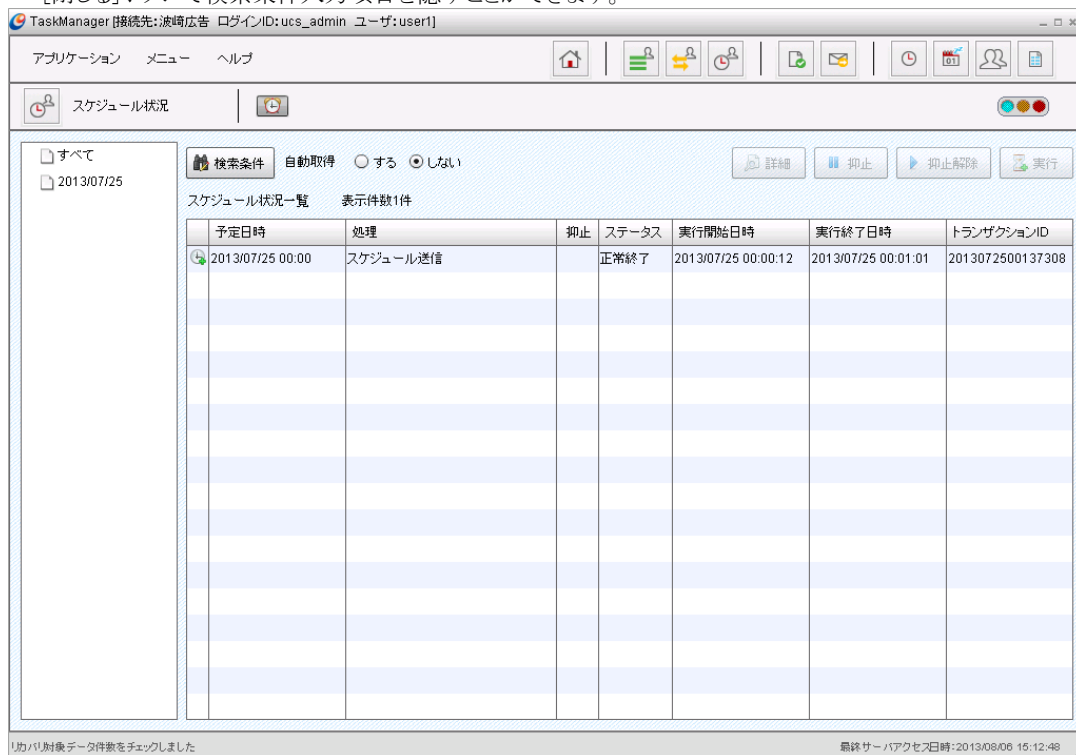 TaskManager [接続先:波崎広告 ログインID:ucs_admin ユーザ:user1]
アプリケーション メニュー ヘルプ
01
スケジュール状況
すべて
2013/07/25
検索条件 自動取得 する しない
詳細 抑止 抑止解除 実行
スケジュール状況一覧 表示件数1件
予定日時 処理 抑止 ステータス 実行開始日時 実行終了日時 トランザクションID
2013/07/25 00:00 スケジュール送信 正常終了 2013/07/25 00:00:12 2013/07/25 00:01:01 2013072500137308
リカバリ対象データ件数をチェックしました 最終サーバアクセス日時:2013/08/06 15:12:48